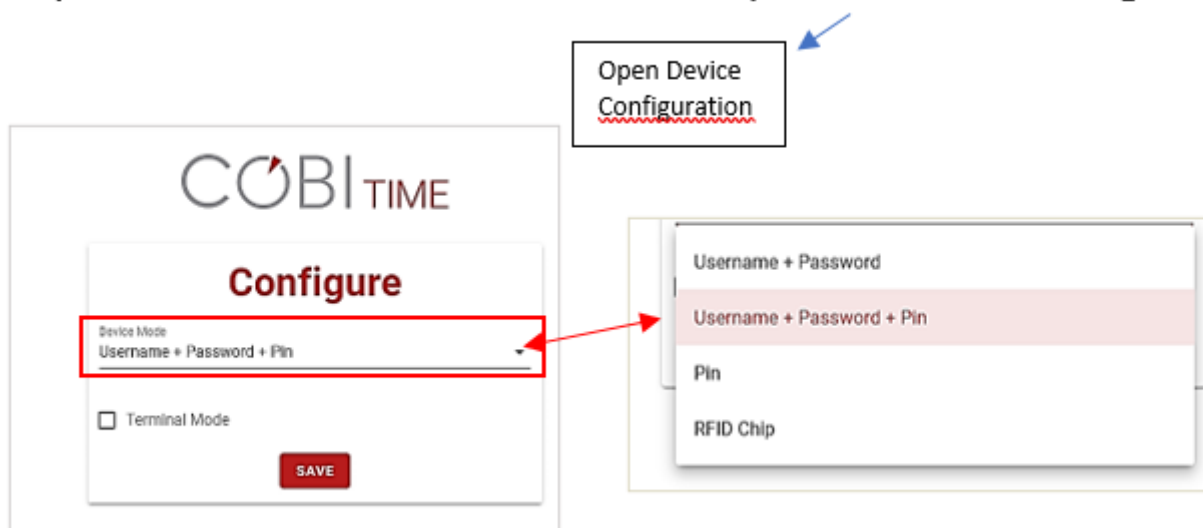 Open Device
Configuration
COBI TIME
Configure
Device Mode
Username + Password + Pin
Terminal Mode
SAVE
Username + Password
Username + Password + Pin
Pin
RFID Chip